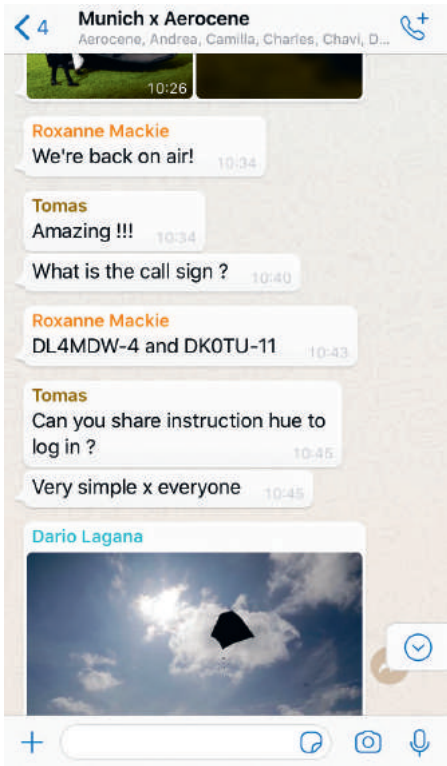 4
Munich x Aerocene
Aerocene, Andrea, Camilla, Charles, Chavi, D...
10:26
Roxanne Mackie
We're back on air!
10:34
Tomas
Amazing !!!
10:34
What is the call sign ?
10:40
Roxanne Mackie
DL4MDW-4 and DK0TU-11
10:43
Tomas
Can you share instruction hue to
log in ?
10:45
Very simple x everyone
10:45
Dario Lagana